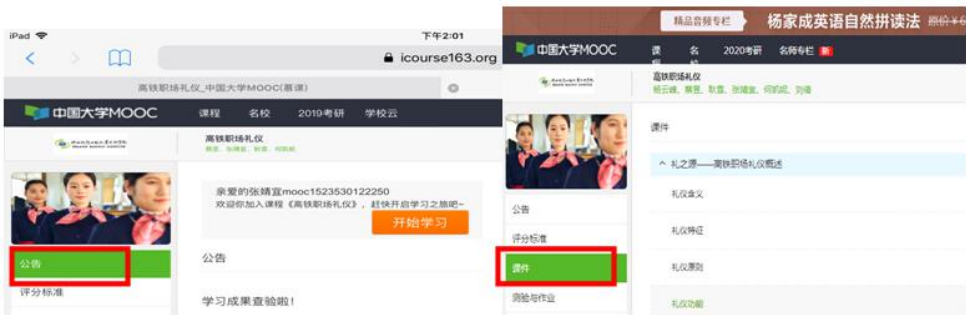 iPad
下午2:01
icourse163.org
高铁职场礼仪_中国大学MOOC(慕课)
中国大学MOOC
课程
名校
2019考研
学校云
高铁职场礼仪
亲爱的张婧宜mooc1523530122250
欢迎你加入课程《高铁职场礼仪》，赶快开启学习之旅吧~
开始学习
公告
评分标准
公告
学习成果查验啦！
精品音频专栏
杨家成英语自然拼读法
原价￥6
中国大学MOOC
课
名
2020考研
名师专栏
新
高铁职场礼仪
公告
评分标准
课件
测验与作业
课件
礼之源——高铁职场礼仪概述
礼仪含义
礼仪特征
礼仪原则
礼仪功能